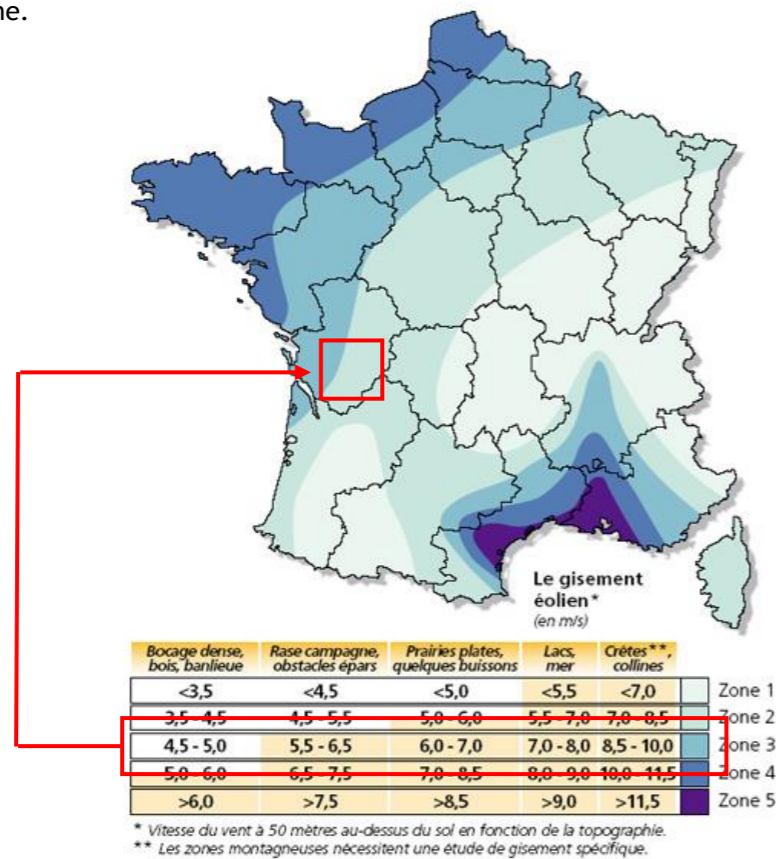 ne.
Le gisement
éolien*
(en m/s)
Bocage dense, bois, banlieue Rase campagne, obstacles épars Prairies plates, quelques buissons Lacs, mer Crêtes**, collines
<3,5 <4,5 <5,0 <5,5 <7,0 Zone 1
3,5 - 4,5 4,5 - 5,5 5,0 - 6,0 5,5 - 7,0 7,0 - 8,5 Zone 2
4,5 - 5,0 5,5 - 6,5 6,0 - 7,0 7,0 - 8,0 8,5 - 10,0 Zone 3
5,0 - 6,0 6,5 - 7,5 7,0 - 8,5 8,0 - 9,0 10,0 - 11,5 Zone 4
>6,0 >7,5 >8,5 >9,0 >11,5 Zone 5
* Vitesse du vent à 50 mètres au-dessus du sol en fonction de la topographie.
** Les zones montagneuses nécessitent une étude de gisement spécifique.